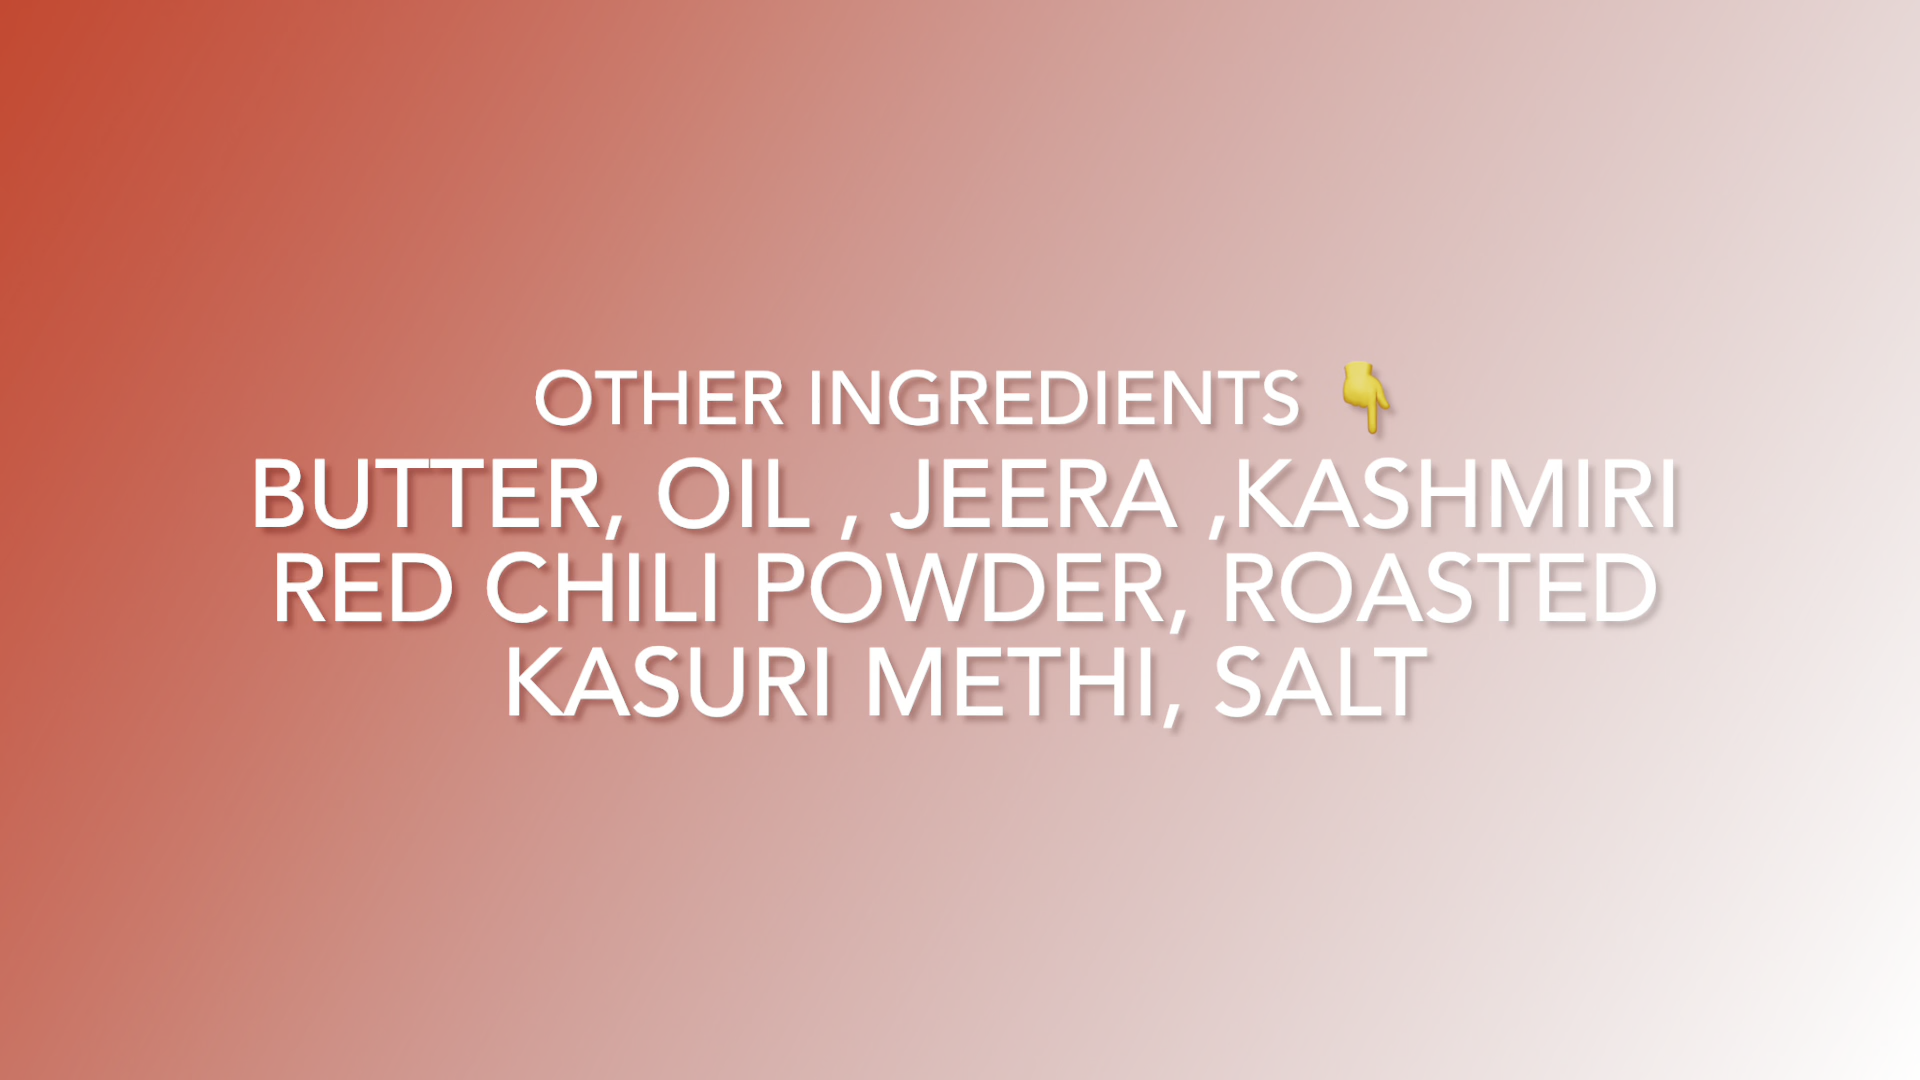 OTHER INGREDIENTS 👇
BUTTER, OIL , JEERA ,KASHMIRI
RED CHILI POWDER, ROASTED
KASURI METHI, SALT